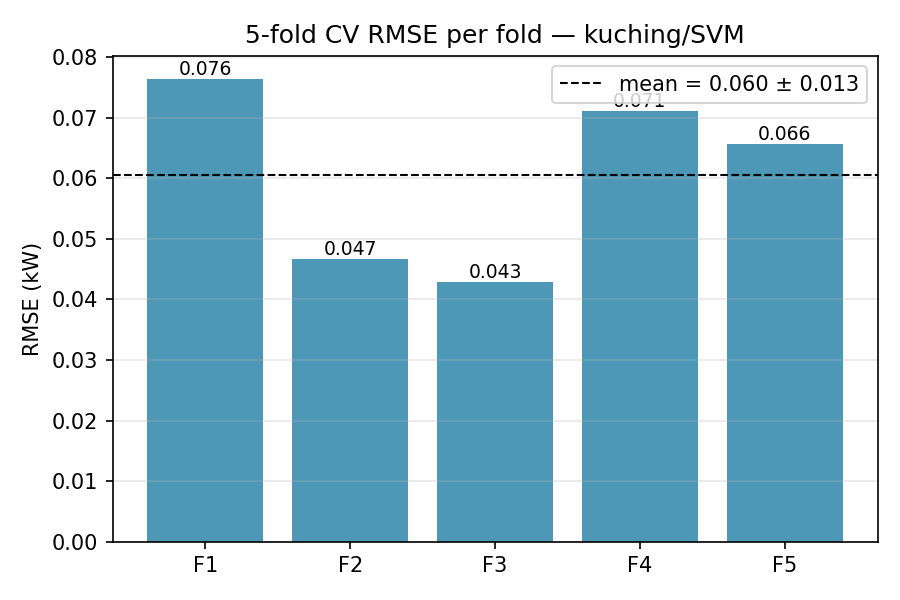 5-fold CV RMSE per fold — kuching/SVM
mean = 0.060 ± 0.013
0.076
0.047
0.043
0.071
0.066
RMSE (kW)
0.08
0.07
0.06
0.05
0.04
0.03
0.02
0.01
0.00
F1
F2
F3
F4
F5